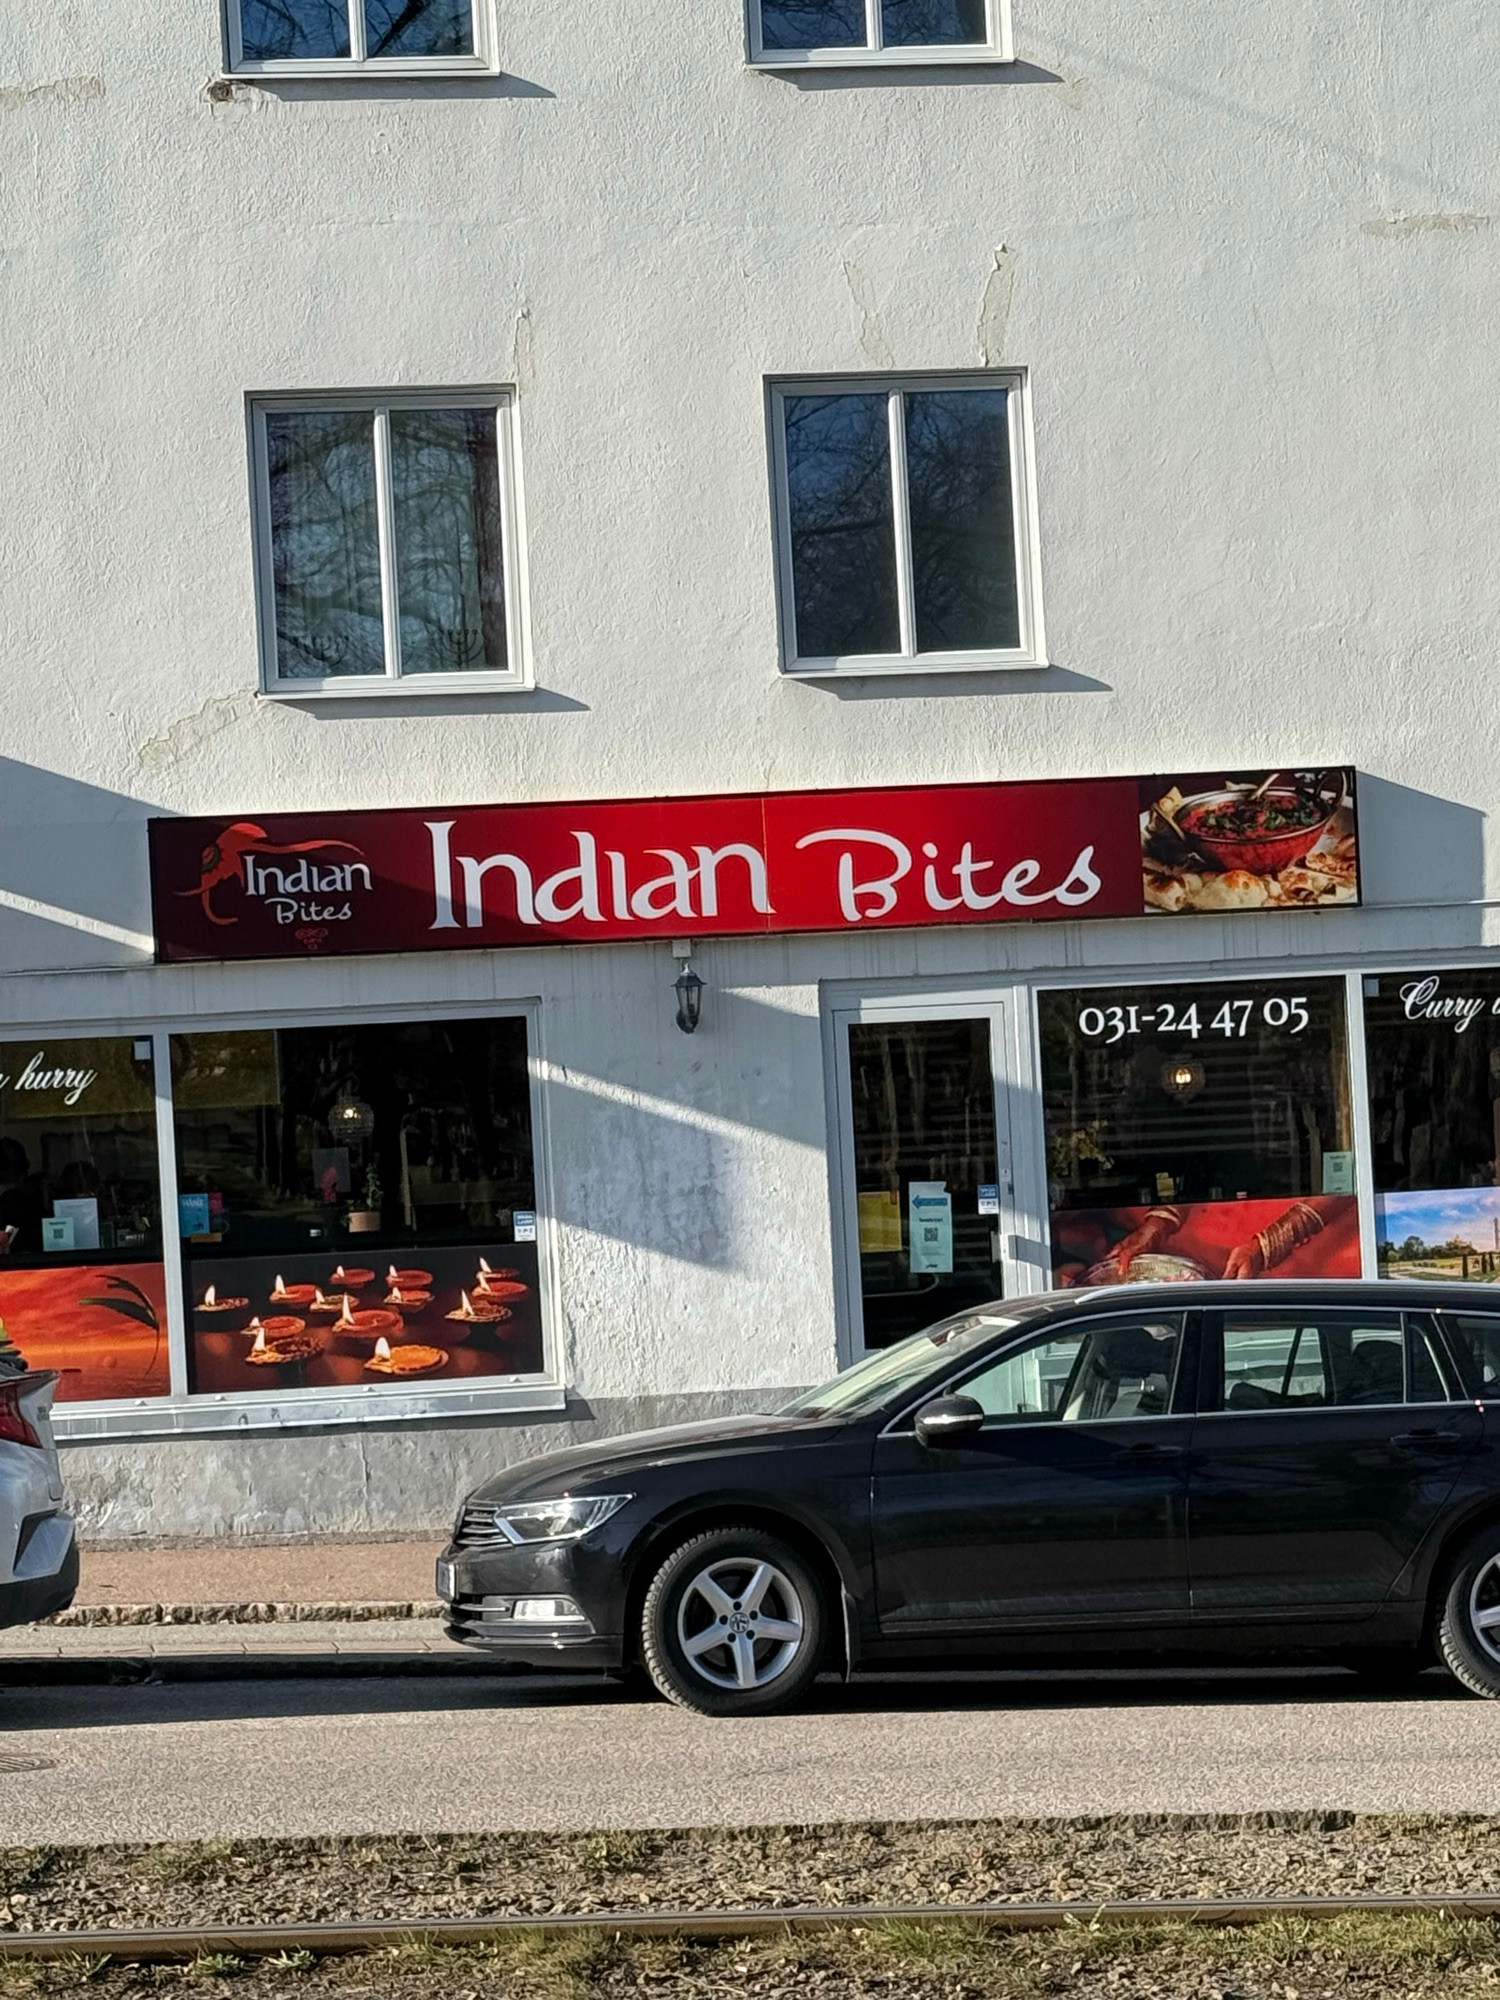 Indian
Bites
Indian Bites
hurry
031-24 47 05
Curry